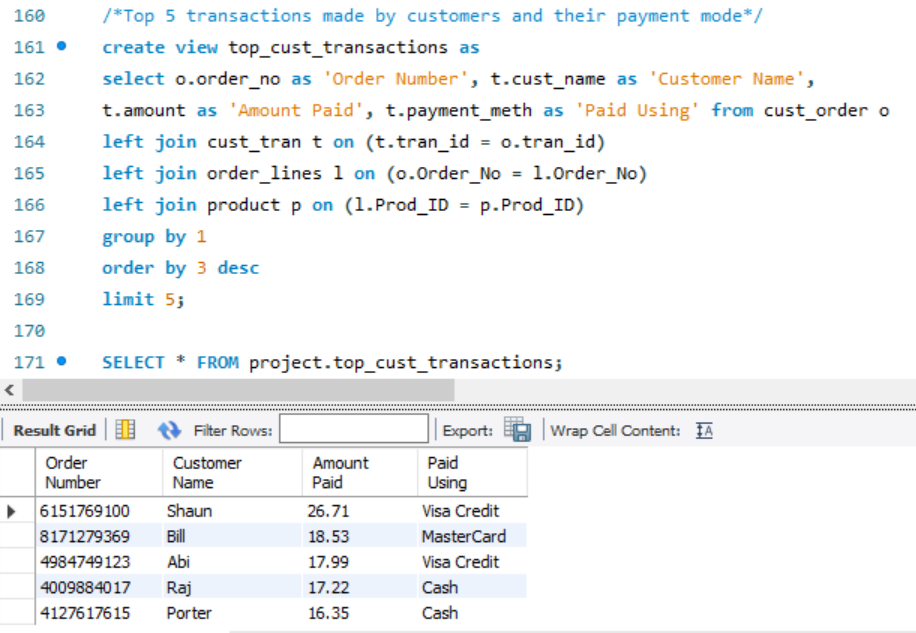 160 /*Top 5 transactions made by customers and their payment mode*/
161 create view top_cust_transactions as
162 select o.order_no as 'Order Number', t.cust_name as 'Customer Name',
163 t.amount as 'Amount Paid', t.payment_meth as 'Paid Using' from cust_order o
164 left join cust_tran t on (t.tran_id = o.tran_id)
165 left join order_lines l on (o.Order_No = l.Order_No)
166 left join product p on (l.Prod_ID = p.Prod_ID)
167 group by 1
168 order by 3 desc
169 limit 5;
170
171 SELECT * FROM project.top_cust_transactions;
Result Grid Filter Rows: Export: Wrap Cell Content: IA
Order Customer Amount Paid
Number Name Paid Using
6151769100 Shaun 26.71 Visa Credit
8171279369 Bill 18.53 MasterCard
4984749123 Abi 17.99 Visa Credit
4009884017 Raj 17.22 Cash
4127617615 Porter 16.35 Cash